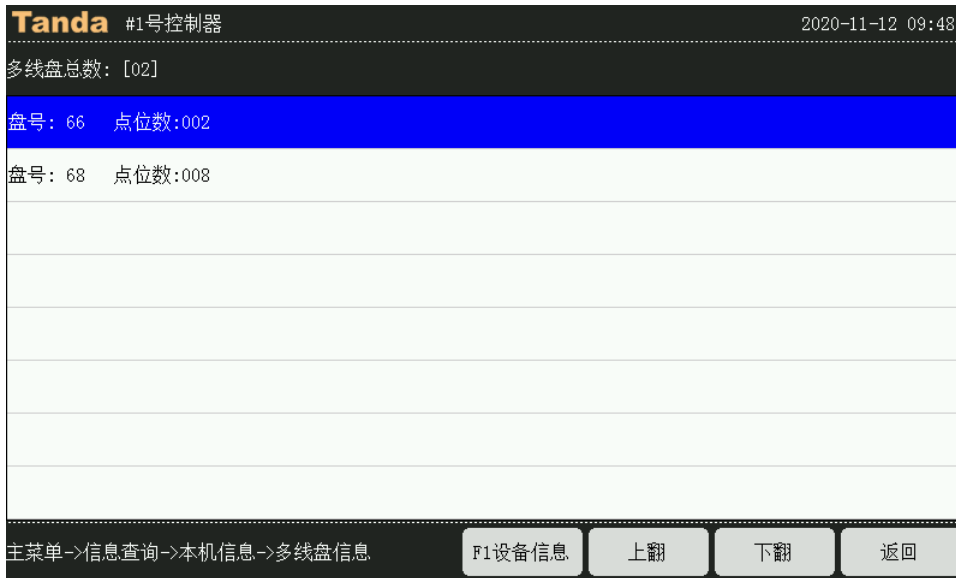 Tanda #1号控制器 2020-11-12 09:48
多线盘总数: [02]
盘号: 66 点位数:002
盘号: 68 点位数:008
主菜单->信息查询->本机信息->多线盘信息 F1设备信息 上翻 下翻 返回